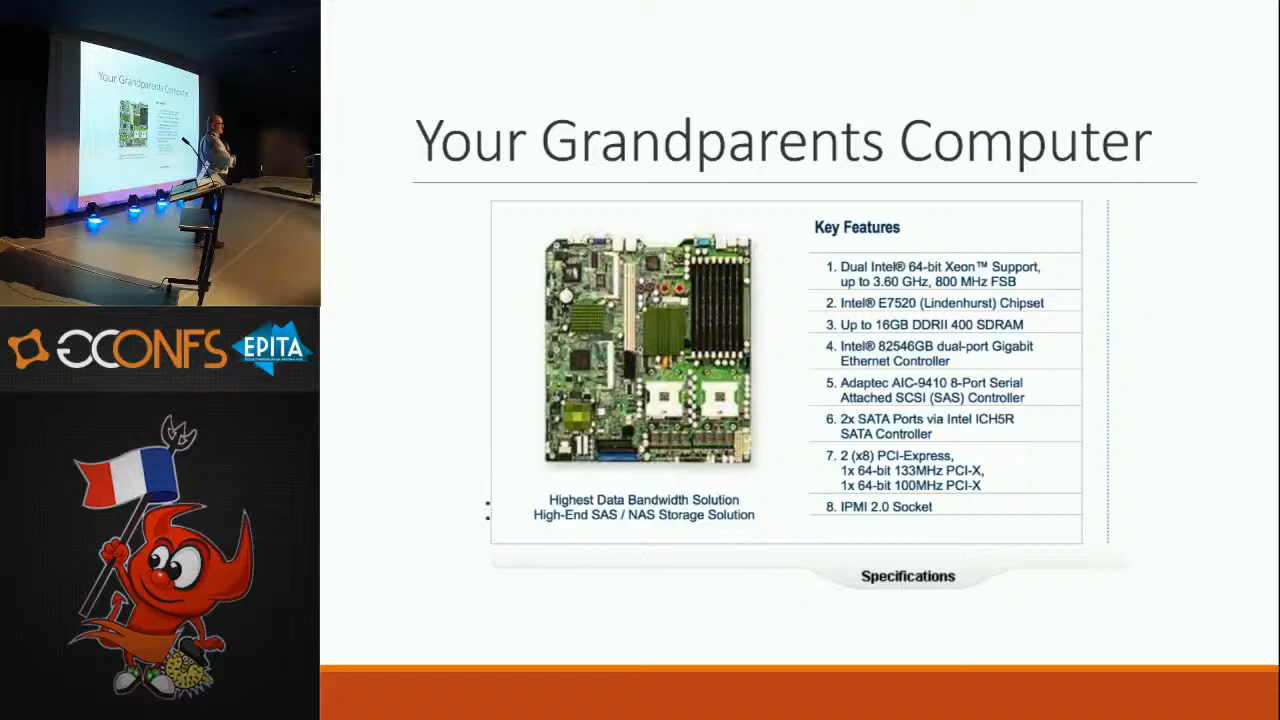 Your Grandparents Computer
Your Grandparents Computer
Key Features
1. Dual Intel® 64-bit Xeon™ Support,
up to 3.60 GHz, 800 MHz FSB
2. Intel® E7520 (Lindenhurst) Chipset
3. Up to 16GB DDRII 400 SDRAM
4. Intel® 82546GB dual-port Gigabit
Ethernet Controller
5. Adaptec AIC-9410 8-Port Serial
Attached SCSI (SAS) Controller
6. 2x SATA Ports via Intel ICH5R
SATA Controller
7. 2 (x8) PCI-Express,
1x 64-bit 133MHz PCI-X,
1x 64-bit 100MHz PCI-X
8. IPMI 2.0 Socket
Highest Data Bandwidth Solution
High-End SAS / NAS Storage Solution
:
Specifications
GCONFS
EPITA